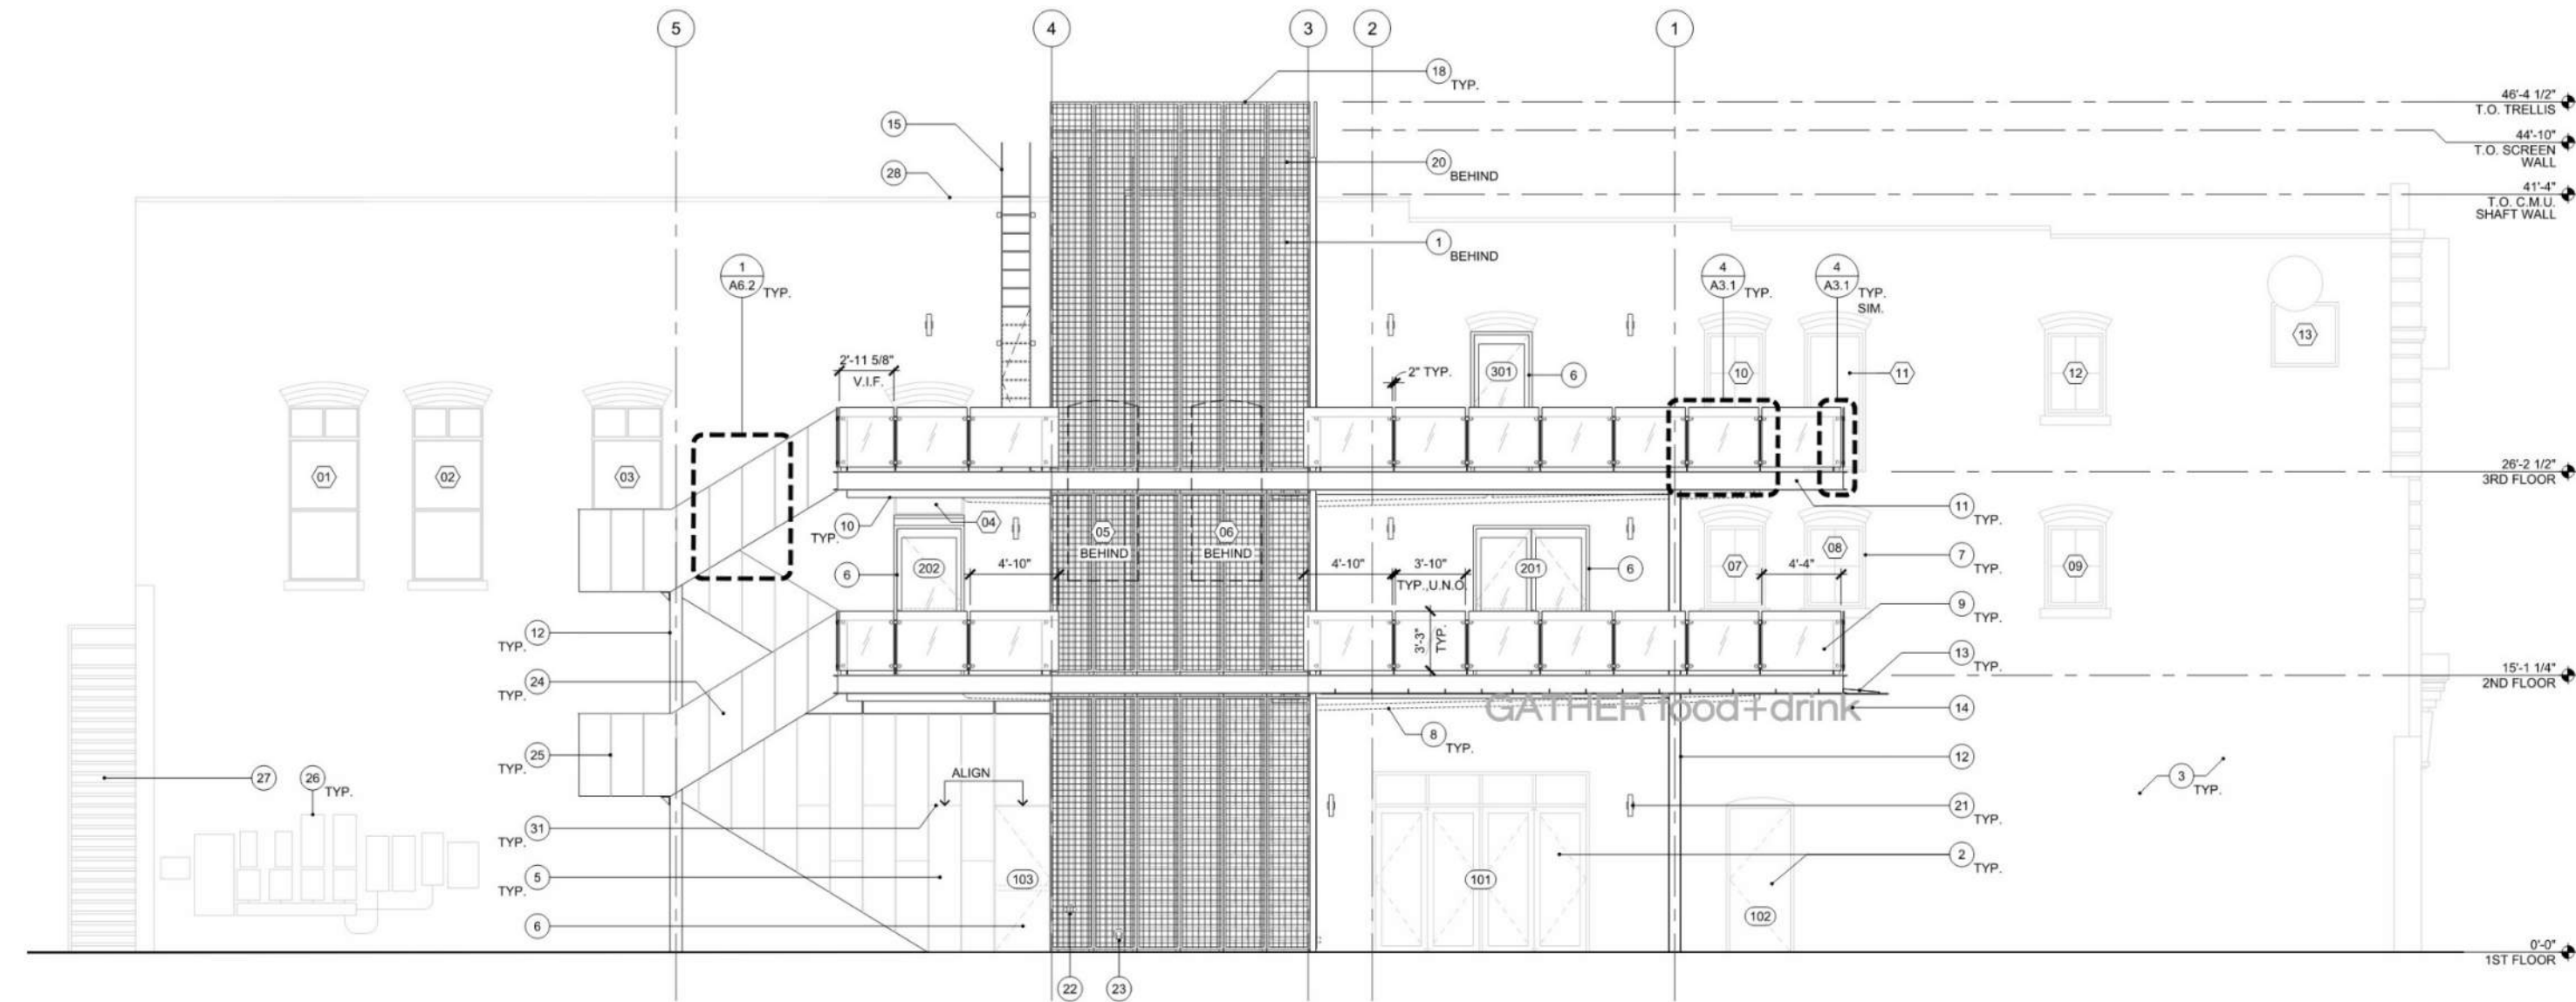 5
4
3
2
1
18
TYP.
46'-4 1/2"
T.O. TRELLIS
15
44'-10"
T.O. SCREEN
WALL
28
20
BEHIND
41'-4"
T.O. C.M.U.
SHAFT WALL
1
BEHIND
1
A6.2
TYP.
4
A3.1
TYP.
4
A3.1
TYP.
SIM.
13
2'-11 5/8"
V.I.F.
2" TYP.
301
6
10
11
12
01
02
03
26'-2 1/2"
3RD FLOOR
10
TYP.
04
05
BEHIND
06
BEHIND
11
TYP.
6
202
4'-10"
4'-10"
3'-10"
TYP.,U.N.O.
201
6
07
08
4'-4"
09
7
TYP.
12
TYP.
3'-3"
TYP.
9
TYP.
13
TYP.
24
TYP.
15'-1 1/4"
2ND FLOOR
GATHER food+drink
14
8
TYP.
25
TYP.
12
27
26
TYP.
ALIGN
3
TYP.
31
TYP.
21
TYP.
5
TYP.
103
101
2
TYP.
6
102
0'-0"
1ST FLOOR
22
23